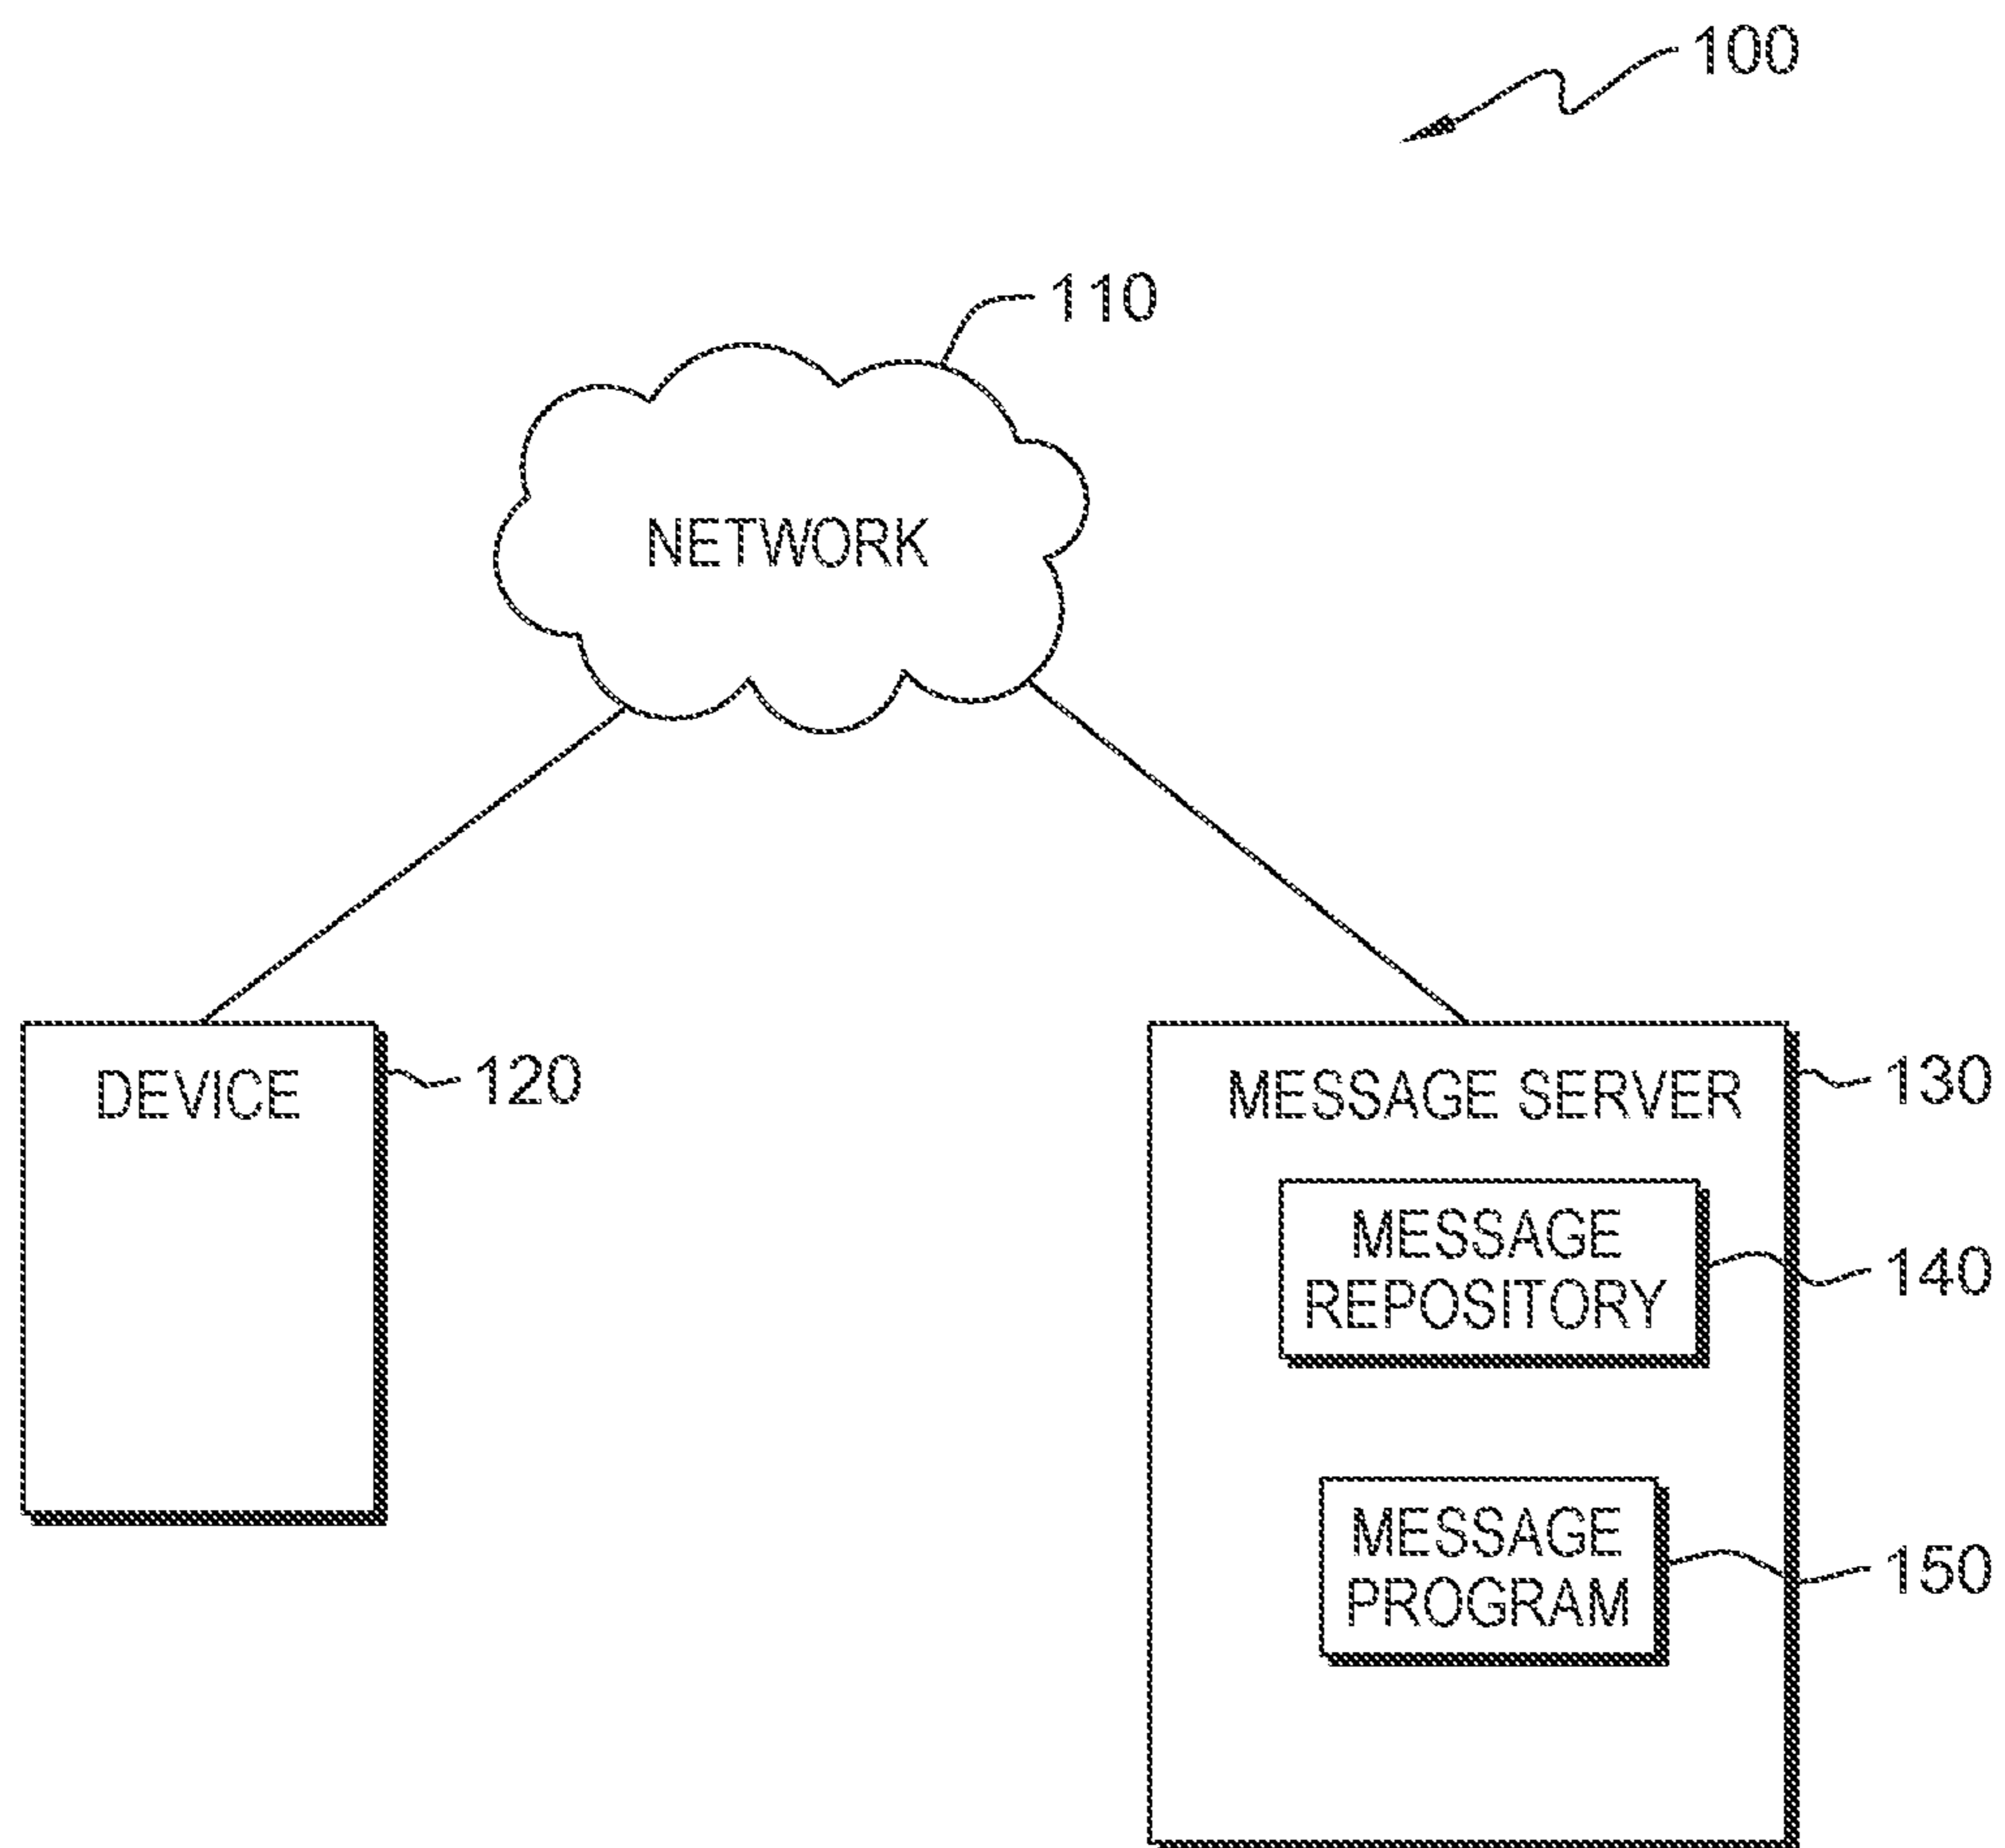 100
110
NETWORK
DEVICE
120
MESSAGE SERVER
130
MESSAGE
REPOSITORY
140
MESSAGE
PROGRAM
150